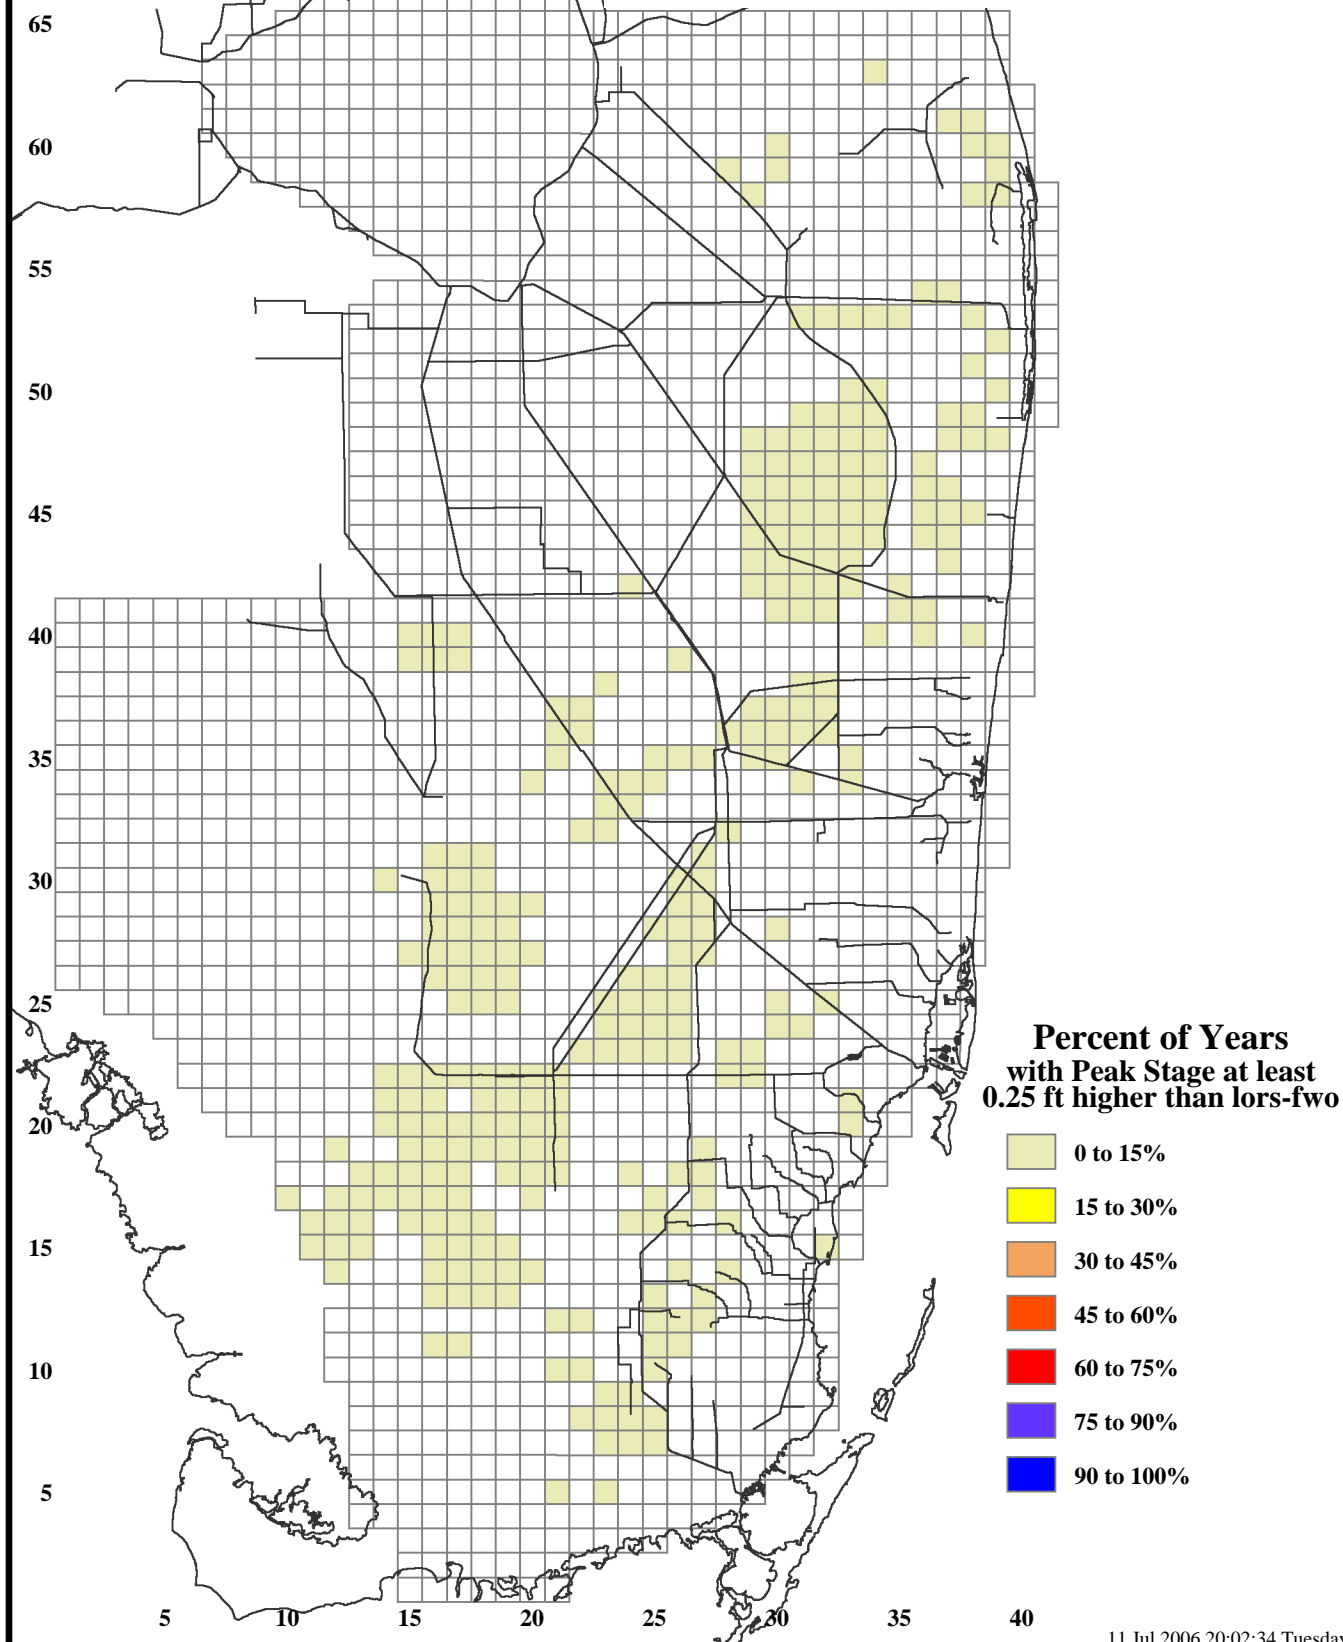 65
60
55
50
45
40
35
30
25
20
15
10
5
5 10 15 20 25 30 35 40
Percent of Years
with Peak Stage at least
0.25 ft higher than lors-fwo
0 to 15%
15 to 30%
30 to 45%
45 to 60%
60 to 75%
75 to 90%
90 to 100%
11 Jul 2006 20:02:34 Tuesday